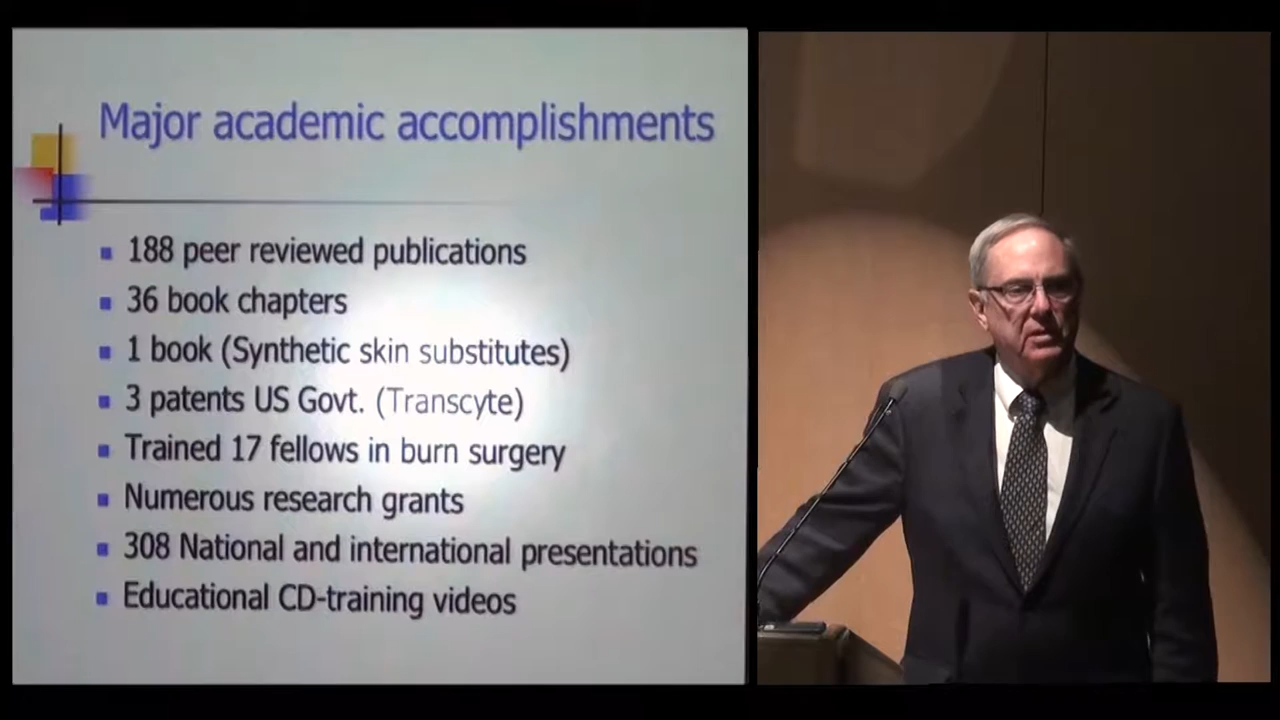 Major academic accomplishments
188 peer reviewed publications
36 book chapters
1 book (Synthetic skin substitutes)
3 patents US Govt. (Transcyte)
Trained 17 fellows in burn surgery
Numerous research grants
308 National and international presentations
Educational CD-training videos